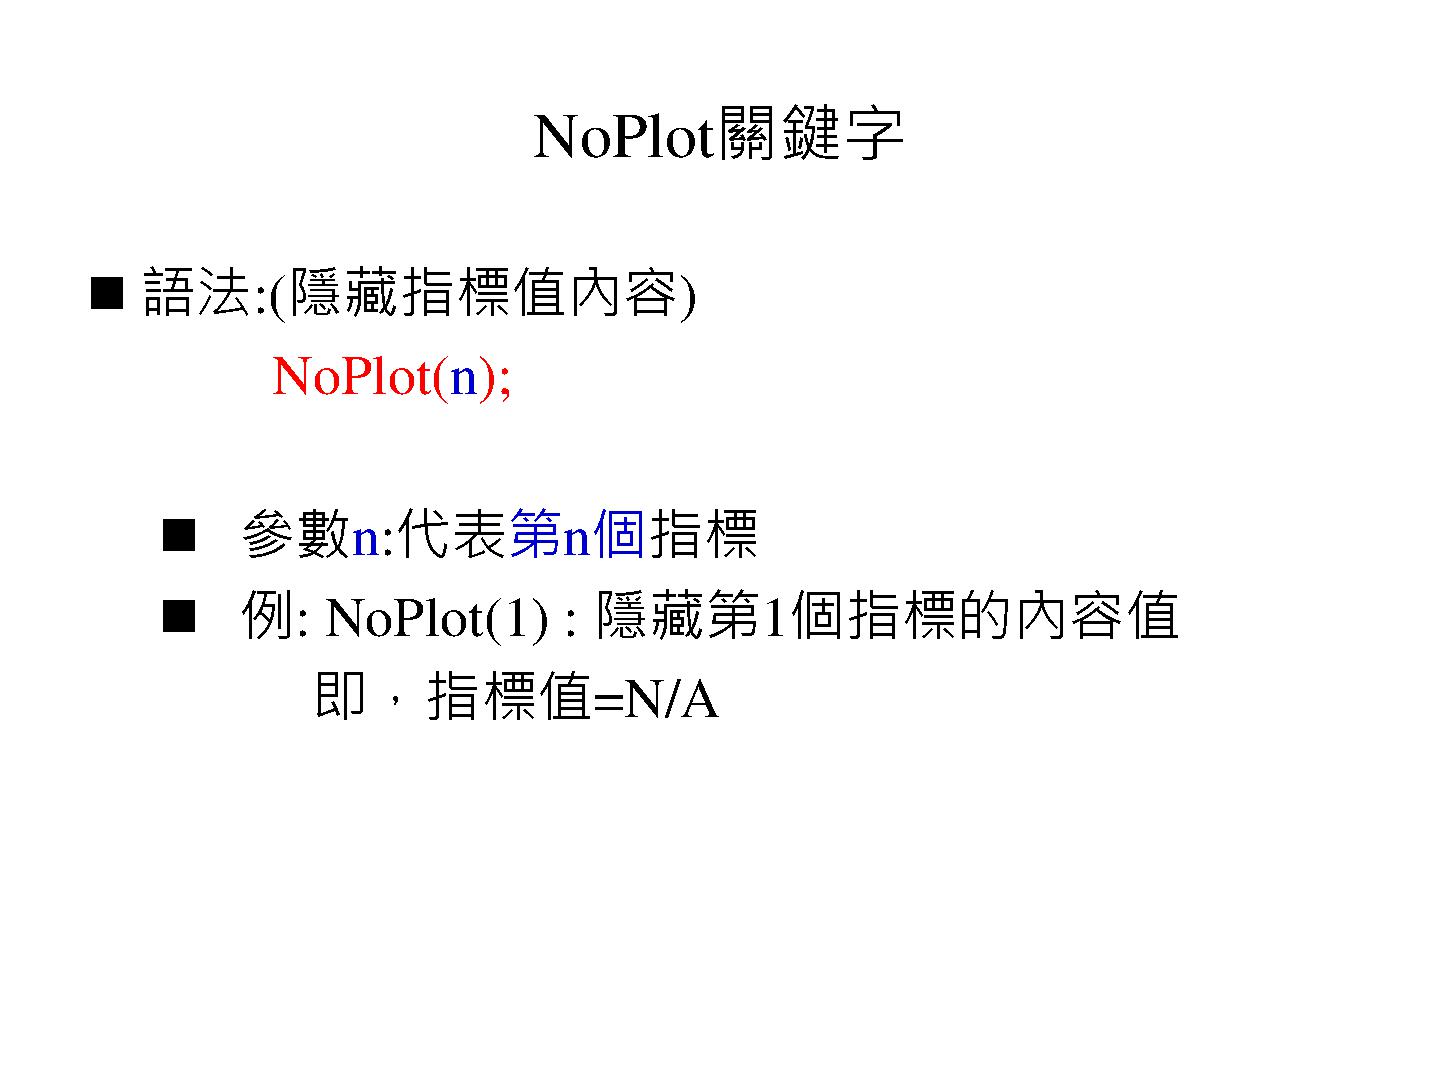 NoPlot關鍵字
■ 語法:(隱藏指標值內容)
NoPlot(n);
■ 參數n:代表第n個指標
■ 例: NoPlot(1) : 隱藏第1個指標的內容值
即，指標值=N/A